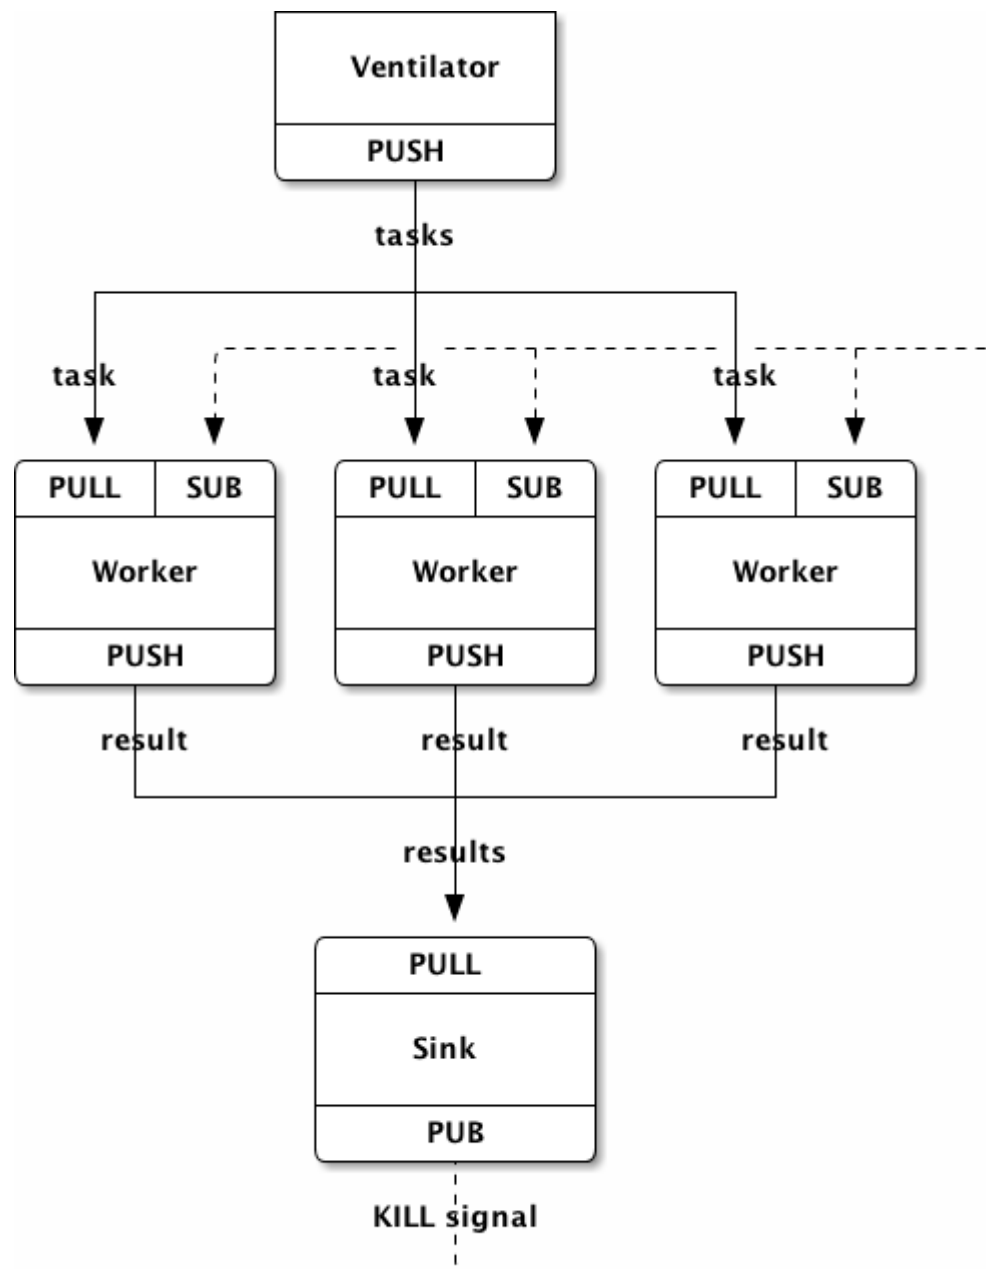 Ventilator
PUSH
tasks
task task task
PULL SUB PULL SUB PULL SUB
Worker Worker Worker
PUSH PUSH PUSH
result result result
results
PULL
Sink
PUB
KILL signal